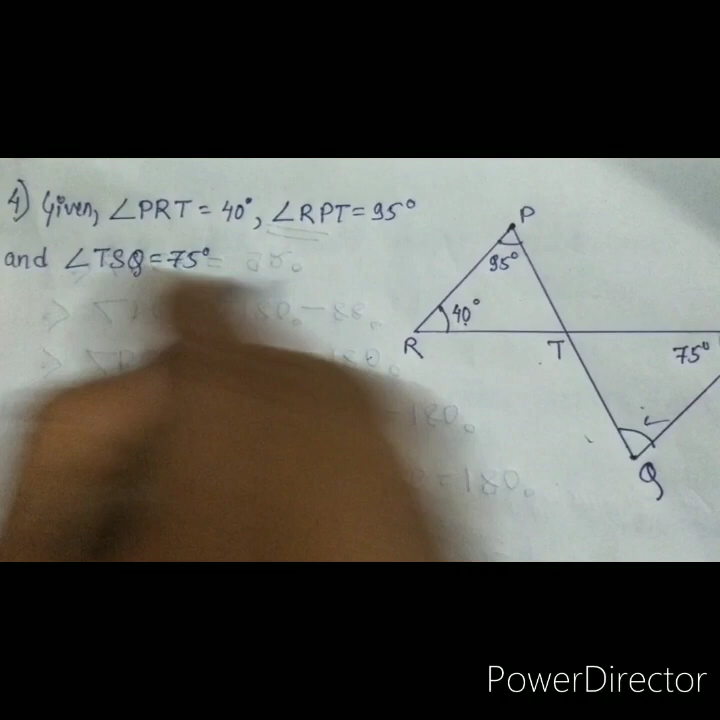 4) Given, ∠PRT = 40°, ∠RPT = 95°
and ∠TSQ = 75°
P
95°
40°
R
T
75°
Q
PowerDirector